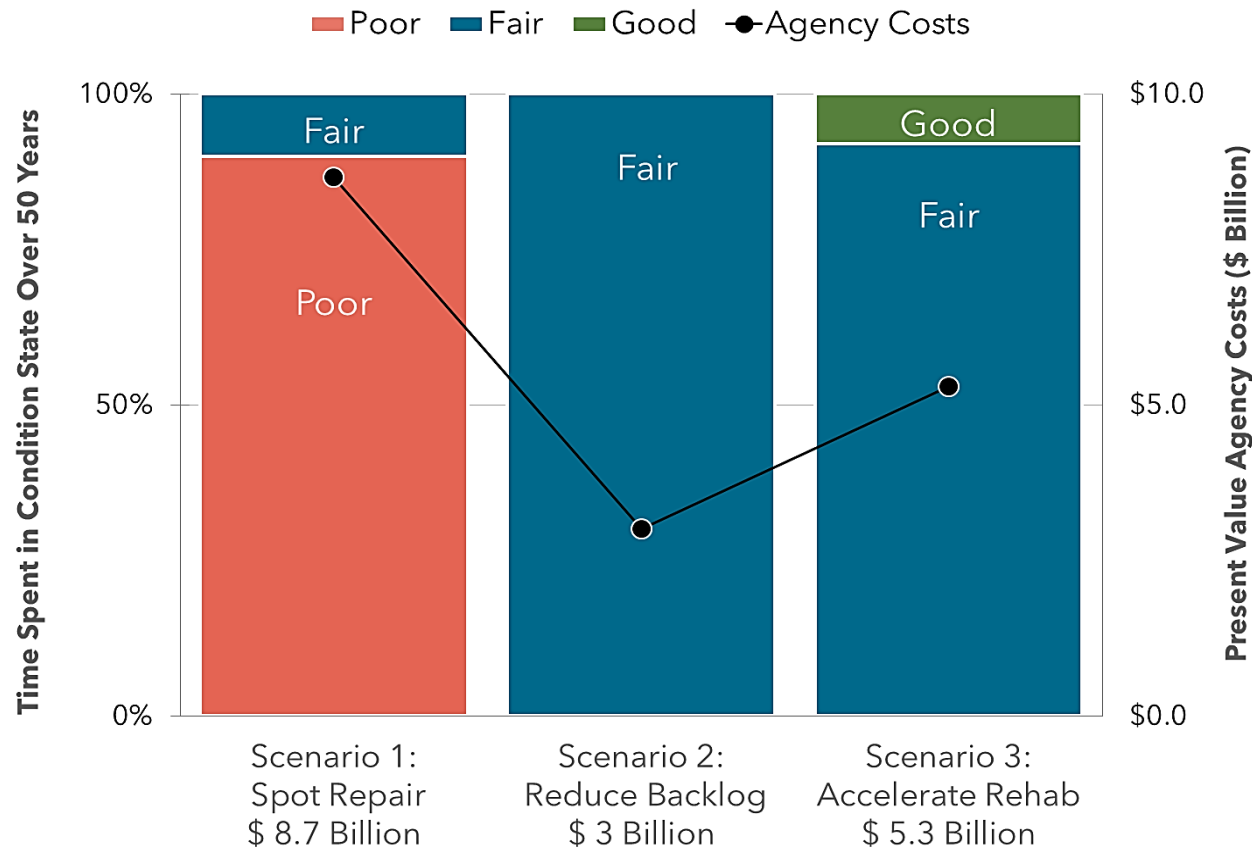 Poor Fair Good Agency Costs
Time Spent in Condition State Over 50 Years
100%
50%
0%
Fair
Poor
Fair
Good
Fair
$10.0
$5.0
$0.0
Present Value Agency Costs ($ Billion)
Scenario 1:
Spot Repair
$ 8.7 Billion
Scenario 2:
Reduce Backlog
$ 3 Billion
Scenario 3:
Accelerate Rehab
$ 5.3 Billion